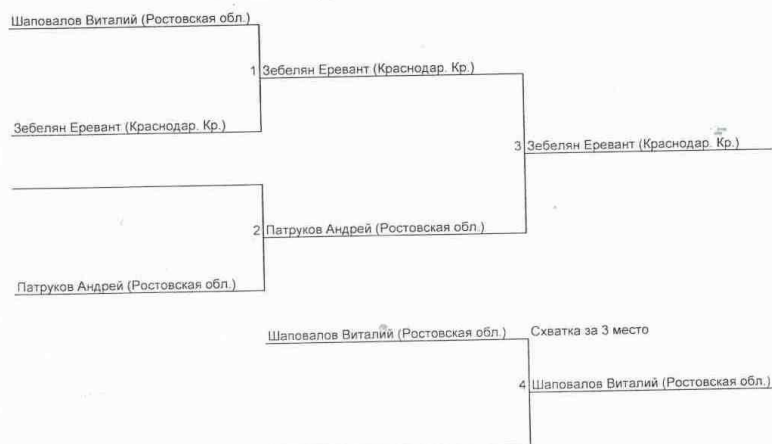 Шаповалов Виталий (Ростовская обл.)
1 Зебелян Еревант (Краснодар. Кр.)
Зебелян Еревант (Краснодар. Кр.)
3 Зебелян Еревант (Краснодар. Кр.)
2 Патруков Андрей (Ростовская обл.)
Патруков Андрей (Ростовская обл.)
Шаповалов Виталий (Ростовская обл.)
Схватка за 3 место
4 Шаповалов Виталий (Ростовская обл.)